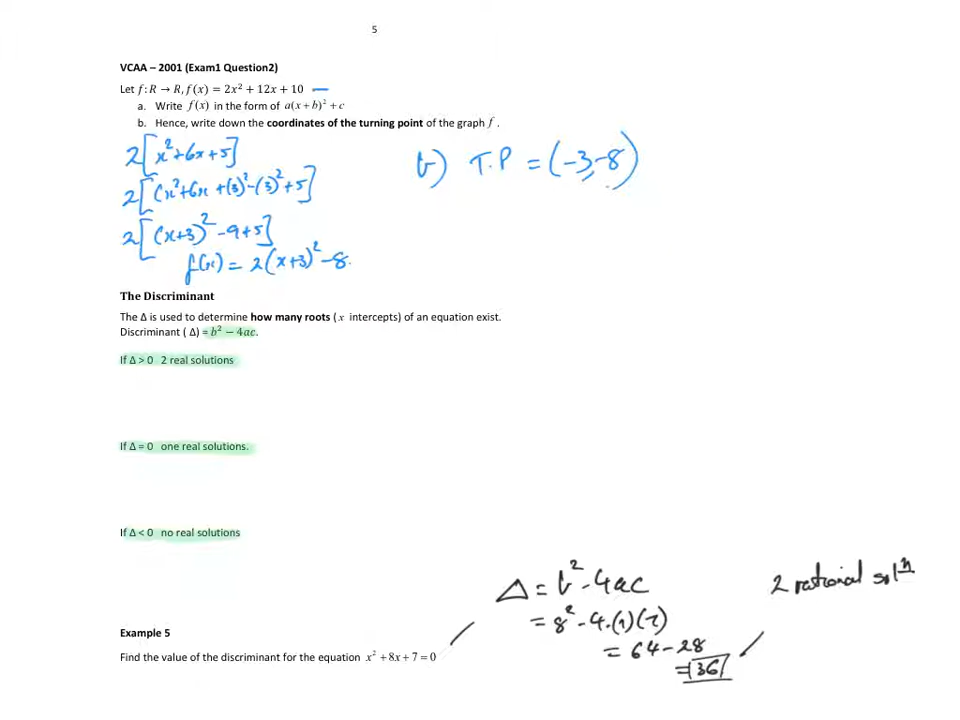 5
VCAA – 2001 (Exam1 Question2)
Let f: R → R, f(x) = 2x² + 12x + 10
a. Write f(x) in the form of a(x+b)² + c
b. Hence, write down the coordinates of the turning point of the graph f .
2[x²+6x+5]
2[(x²+6x+(3)²-(3)²+5]
2[(x+3)²-9+5]
f(x) = 2(x+3)²-8
b) T.P = (-3,-8)
The Discriminant
The Δ is used to determine how many roots ( x intercepts) of an equation exist.
Discriminant ( Δ) = b² − 4ac.
If Δ > 0 2 real solutions
If Δ = 0 one real solutions.
If Δ < 0 no real solutions
Δ = b²-4ac
= 8²-4.(1)(7)
= 64-28
= 36
2 rational solⁿ
Example 5
Find the value of the discriminant for the equation x² + 8x + 7 = 0